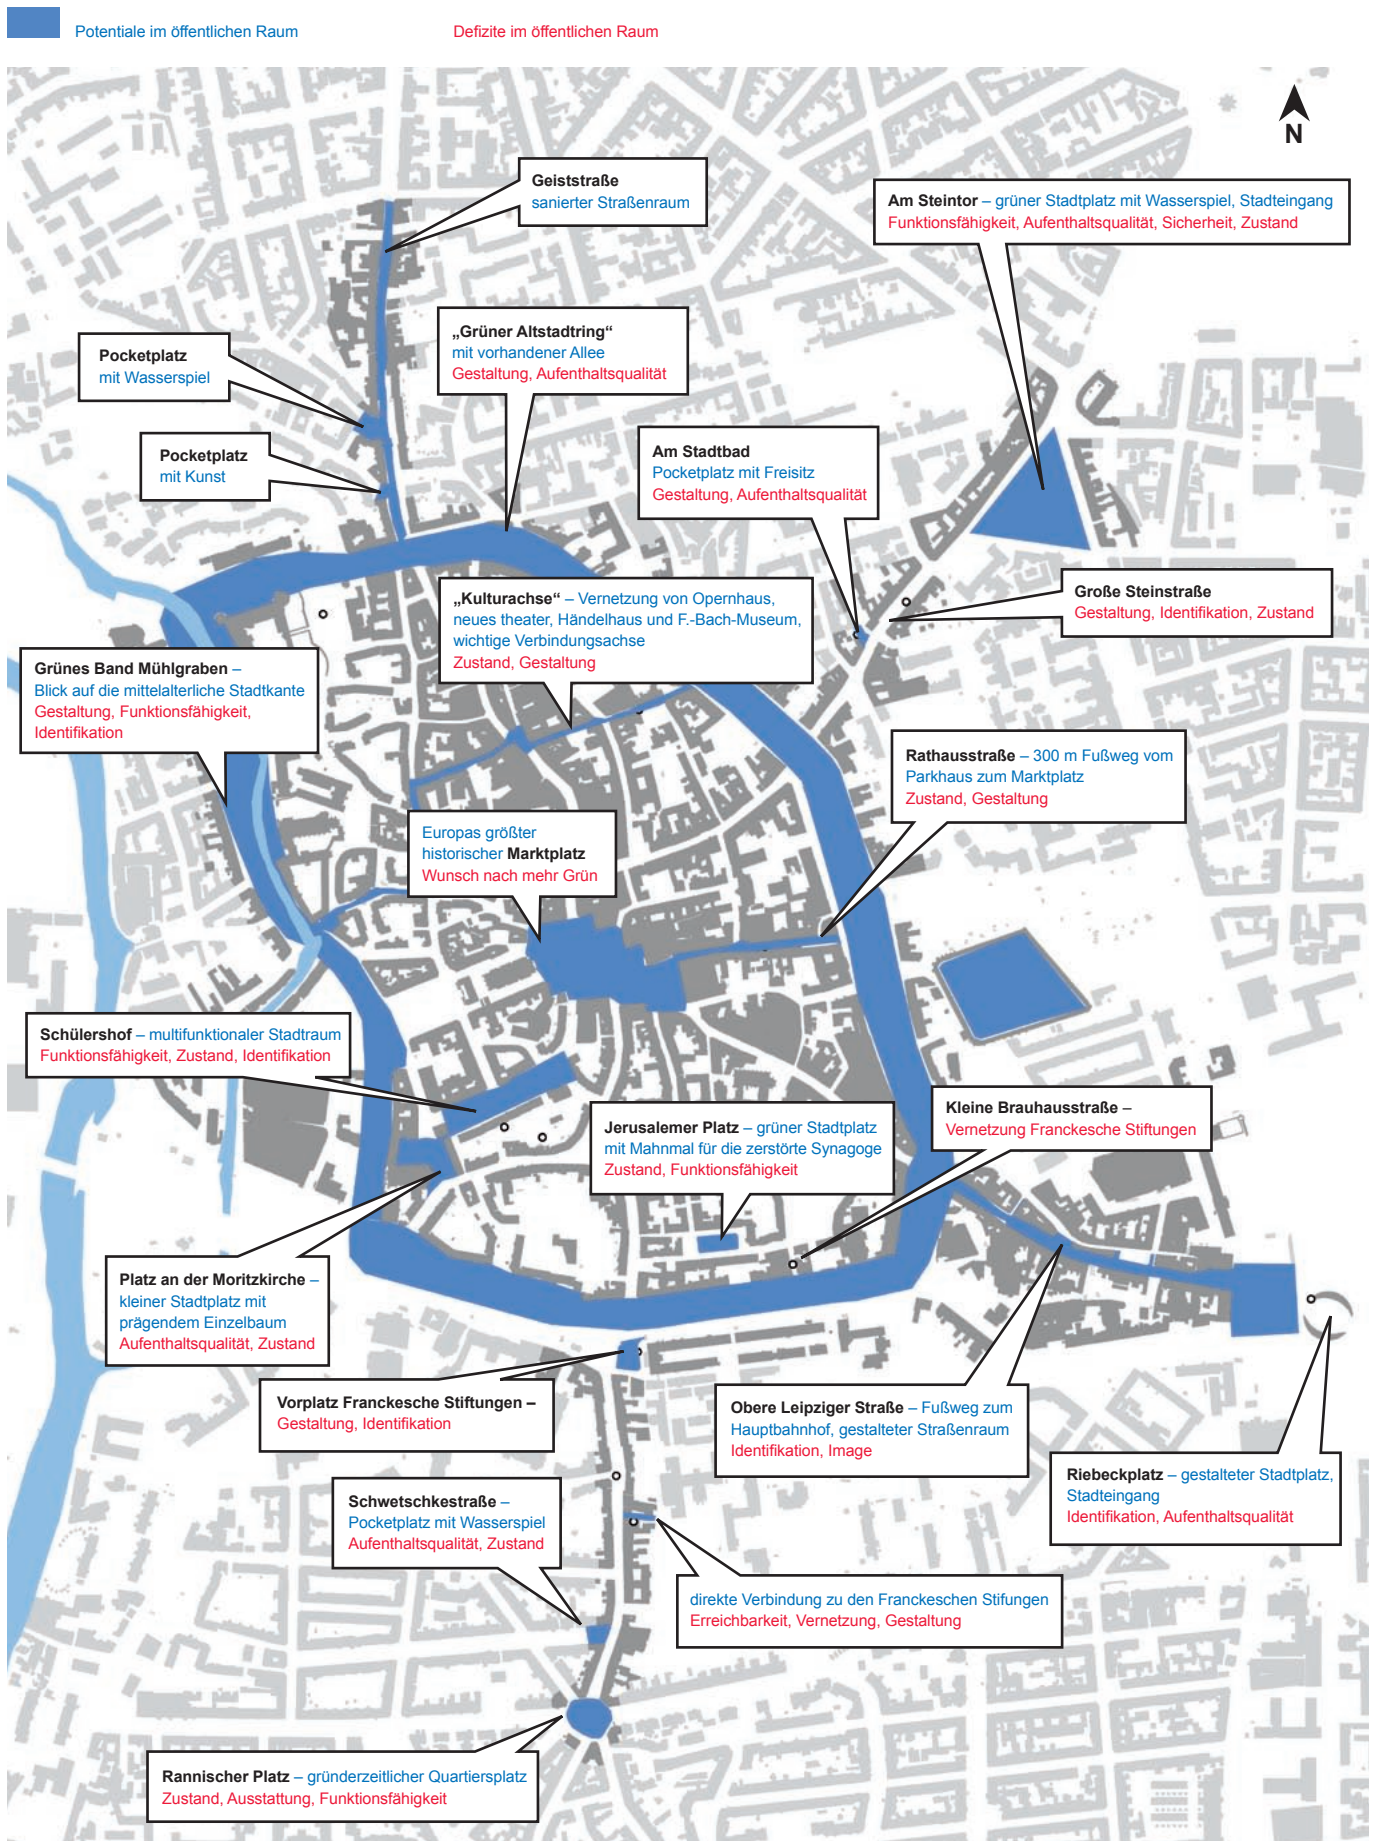 Potentiale im öffentlichen Raum
Defizite im öffentlichen Raum
N
Geiststraße
sanierter Straßenraum
Am Steintor – grüner Stadtplatz mit Wasserspiel, Stadteingang
Funktionsfähigkeit, Aufenthaltsqualität, Sicherheit, Zustand
„Grüner Altstadtring“
mit vorhandener Allee
Gestaltung, Aufenthaltsqualität
Pocketplatz
mit Wasserspiel
Pocketplatz
mit Kunst
Am Stadtbad
Pocketplatz mit Freisitz
Gestaltung, Aufenthaltsqualität
„Kulturachse“ – Vernetzung von Opernhaus,
neues theater, Händelhaus und F.-Bach-Museum,
wichtige Verbindungsachse
Zustand, Gestaltung
Große Steinstraße
Gestaltung, Identifikation, Zustand
Grünes Band Mühlgraben –
Blick auf die mittelalterliche Stadtkante
Gestaltung, Funktionsfähigkeit,
Identifikation
Rathausstraße – 300 m Fußweg vom
Parkhaus zum Marktplatz
Zustand, Gestaltung
Europas größter
historischer Marktplatz
Wunsch nach mehr Grün
Schülershof – multifunktionaler Stadtraum
Funktionsfähigkeit, Zustand, Identifikation
Jerusalemer Platz – grüner Stadtplatz
mit Mahnmal für die zerstörte Synagoge
Zustand, Funktionsfähigkeit
Kleine Brauhausstraße –
Vernetzung Franckesche Stiftungen
Platz an der Moritzkirche –
kleiner Stadtplatz mit
prägendem Einzelbaum
Aufenthaltsqualität, Zustand
Vorplatz Franckesche Stiftungen –
Gestaltung, Identifikation
Obere Leipziger Straße – Fußweg zum
Hauptbahnhof, gestalteter Straßenraum
Identifikation, Image
Riebeckplatz – gestalteter Stadtplatz,
Stadteingang
Identifikation, Aufenthaltsqualität
Schwetschkestraße –
Pocketplatz mit Wasserspiel
Aufenthaltsqualität, Zustand
direkte Verbindung zu den Franckeschen Stifungen
Erreichbarkeit, Vernetzung, Gestaltung
Rannischer Platz – gründerzeitlicher Quartiersplatz
Zustand, Ausstattung, Funktionsfähigkeit